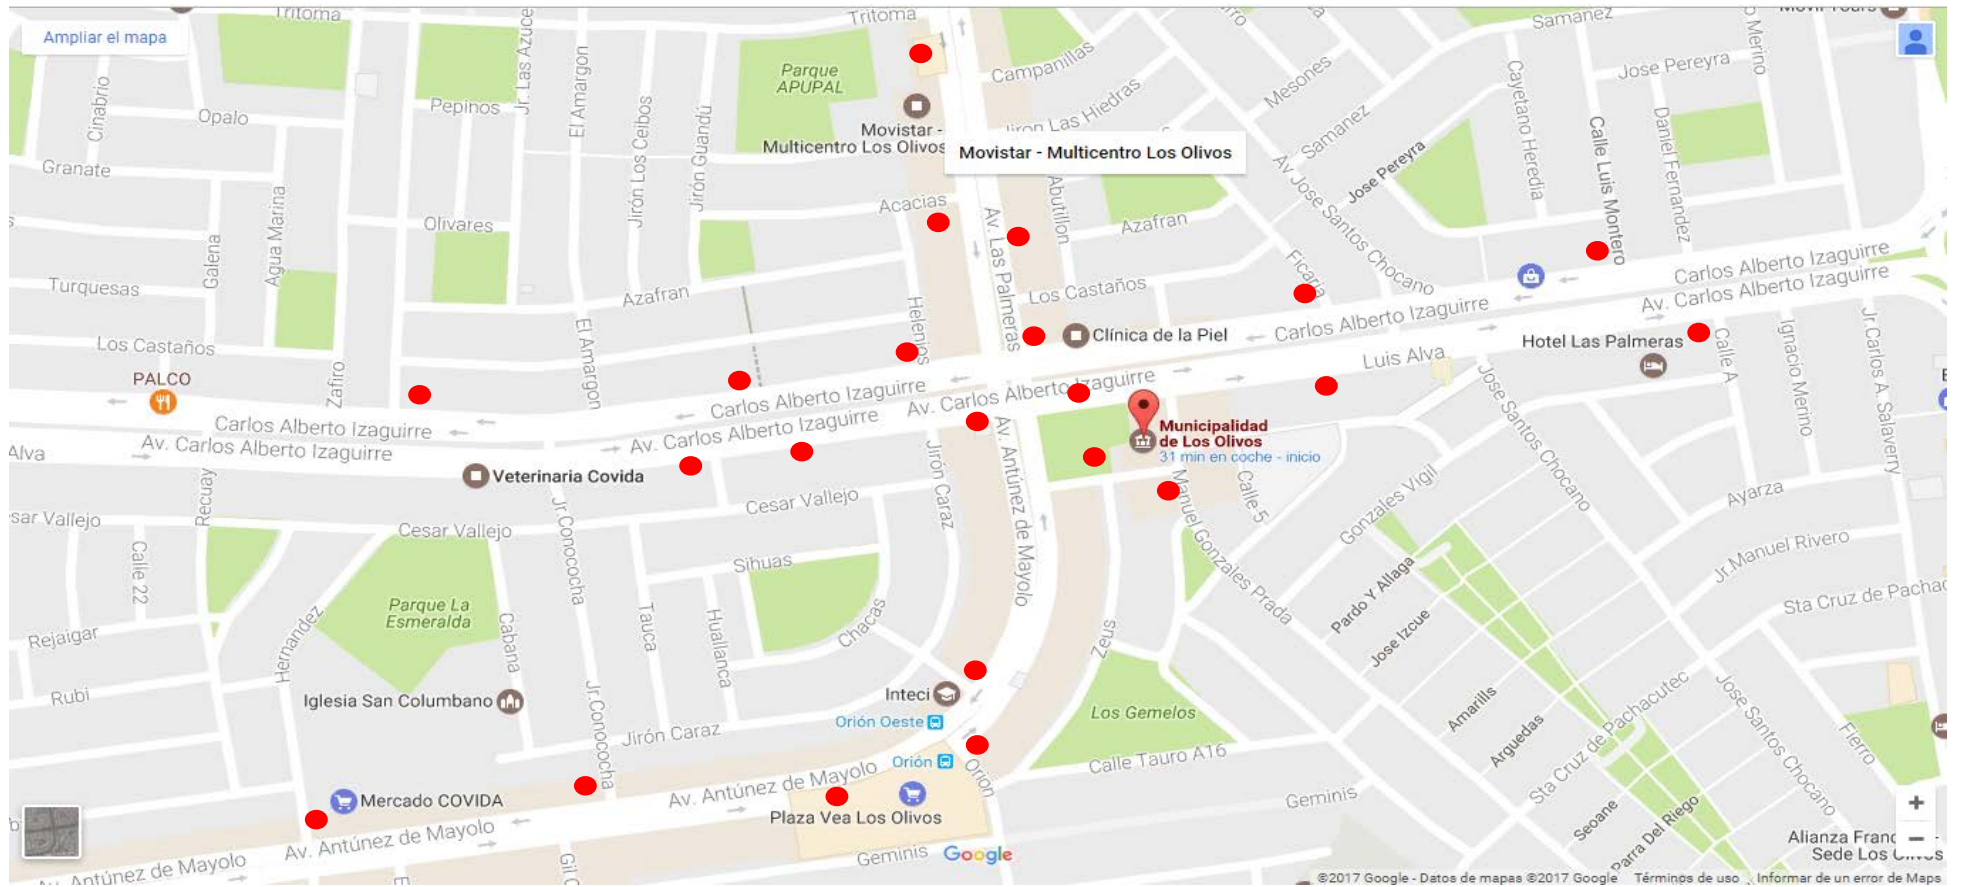 Ampliar el mapa
Tritoma
Tritoma
Samanez
Movil Tours
Merino
Jr. Las Azuce
El Amargon
Parque
APUPAL
Campanillas
Mesones
Jose Pereyra
Cinabrio
Opalo
Pepinos
Jirón Los Ceibos
Jirón Guandú
Movistar -
Multicentro Los Olivos
Jiron Las Hiedras
Samanez
Cayetano Heredia
Calle Luis Montero
Daniel Fernandez
Movistar - Multicentro Los Olivos
Granate
Jose Pereyra
Av Jose Santos Chocano
Agua Marina
Galena
Olivares
Acacias
Av. Las Palmeras
Abutillon
Azafran
Ficaria
Carlos Alberto Izaguirre
Av. Carlos Alberto Izaguirre
Turquesas
Azafran
Helenios
Los Castaños
Carlos Alberto Izaguirre
Clínica de la Piel
Hotel Las Palmeras
Calle A
Ignacio Merino
Jr. Carlos A. Salaverry
Los Castaños
PALCO
Zafiro
El Amargon
Luis Alva
Jose Santos Chocano
Carlos Alberto Izaguirre
Carlos Alberto Izaguirre
Av. Carlos Alberto Izaguirre
Av. Carlos Alberto Izaguirre
Av. Carlos Alberto Izaguirre
Alva
Municipalidad
de Los Olivos
31 min en coche - inicio
Veterinaria Covida
Recuay
Jirón Caraz
Av. Antúnez de Mayolo
Manuel Gonzales Prada
Calle 5
Gonzales Vigil
Ayarza
sar Vallejo
Cesar Vallejo
Cesar Vallejo
Calle 22
Jr.Conococha
Sihuas
Jr.Manuel Rivero
Parque La
Esmeralda
Hernandez
Cabana
Tauca
Huallanca
Chacas
Zeus
Pardo Y Aliaga
Jose Izcue
Sta Cruz de Pachac
Rejaigar
Rubi
Iglesia San Columbano
Jr.Conococha
Inteci
Orión Oeste
Los Gemelos
Amarills
Arguedas
Sta Cruz de Pachacutec
Jose Santos Chocano
Fierro
Jirón Caraz
Orión
Orion
Calle Tauro A16
Mercado COVIDA
Av. Antúnez de Mayolo
Plaza Vea Los Olivos
Geminis
Seoane
Parra Del Riego
Av. Antúnez de Mayolo
Antúnez de Mayolo
Gil C
Geminis
Google
Alianza Franc
Sede Los Olivos
©2017 Google - Datos de mapas ©2017 Google Términos de uso Informar de un error de Maps